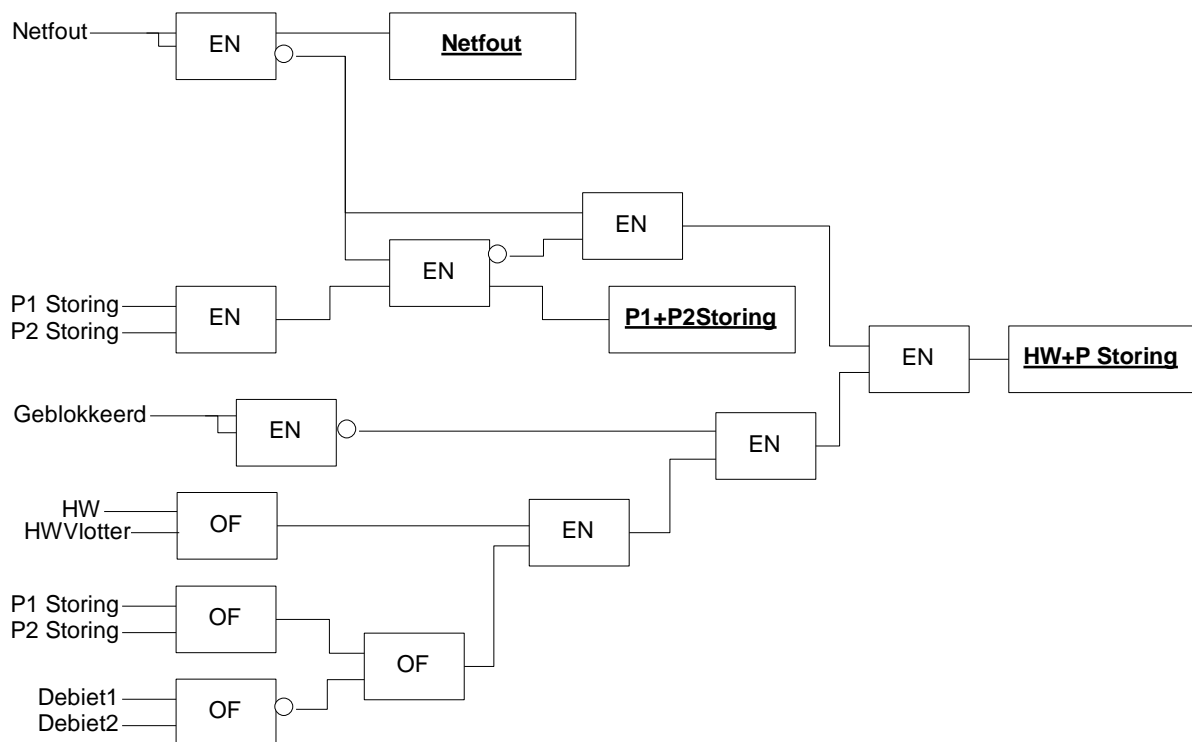 Netfout
EN
Netfout
EN
EN
P1 Storing
P2 Storing
EN
P1+P2Storing
EN
HW+P Storing
Geblokkeerd
EN
EN
HW
HWVlotter
OF
EN
P1 Storing
P2 Storing
OF
OF
Debiet1
Debiet2
OF